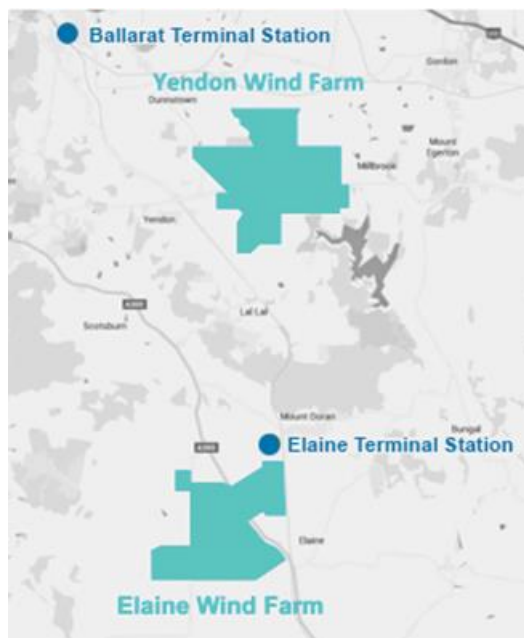 Ballarat Terminal Station
Gordon
Yendon Wind Farm
Dunnstown
Mount
Egerton
Millbrook
Yendon
Lal Lal
Scotsburn
Mount Doran
Bungal
Elaine Terminal Station
Elaine
Elaine Wind Farm